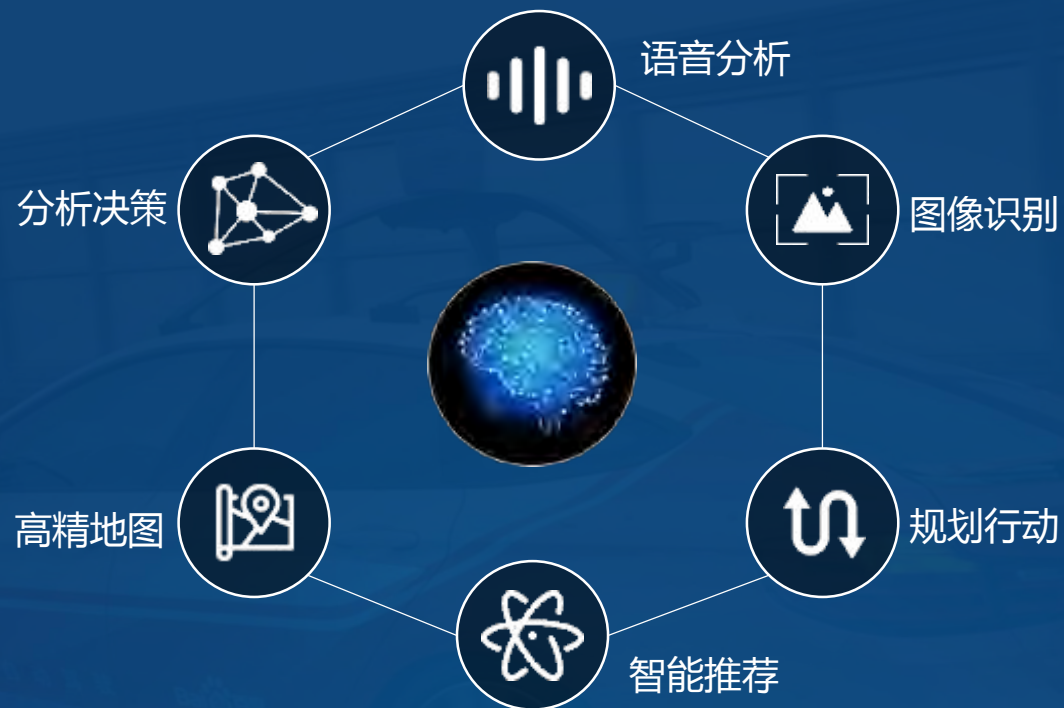 语音分析
分析决策
图像识别
高精地图
规划行动
智能推荐